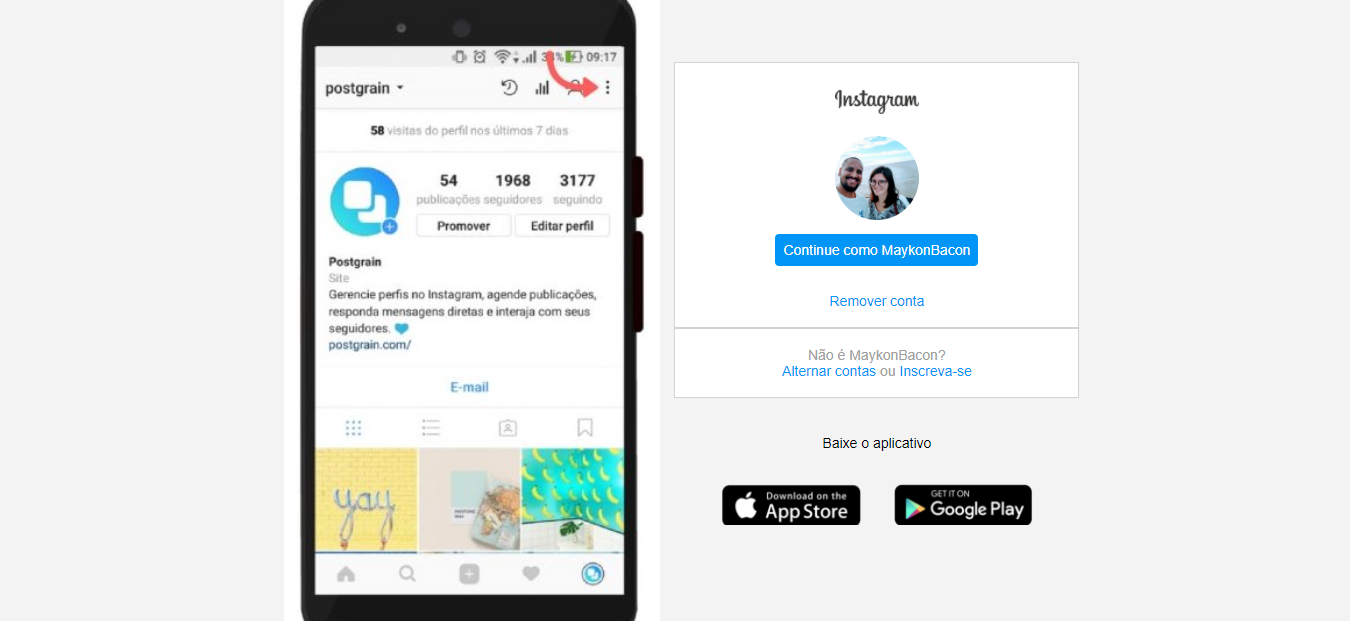 09:17
postgrain
58 visitas do perfil nos últimos 7 dias
54 1968 3177
publicações seguidores seguindo
Promover Editar perfil
Postgrain
Site
Gerencie perfis no Instagram, agende publicações,
responda mensagens diretas e interaja com seus
seguidores.
postgrain.com/
E-mail
yay
Instagram
Continue como MaykonBacon
Remover conta
Não é MaykonBacon?
Alternar contas ou Inscreva-se
Baixe o aplicativo
Download on the
App Store
GET IT ON
Google Play